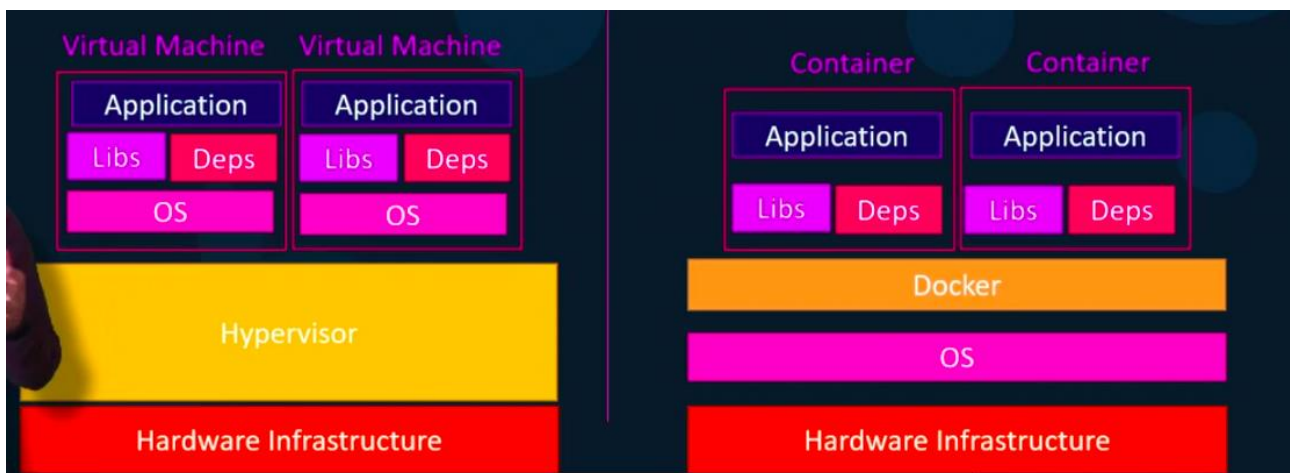 Virtual Machine Virtual Machine
Application Application
Libs Deps Libs Deps
OS OS
Hypervisor
Hardware Infrastructure
Container Container
Application Application
Libs Deps Libs Deps
Docker
OS
Hardware Infrastructure